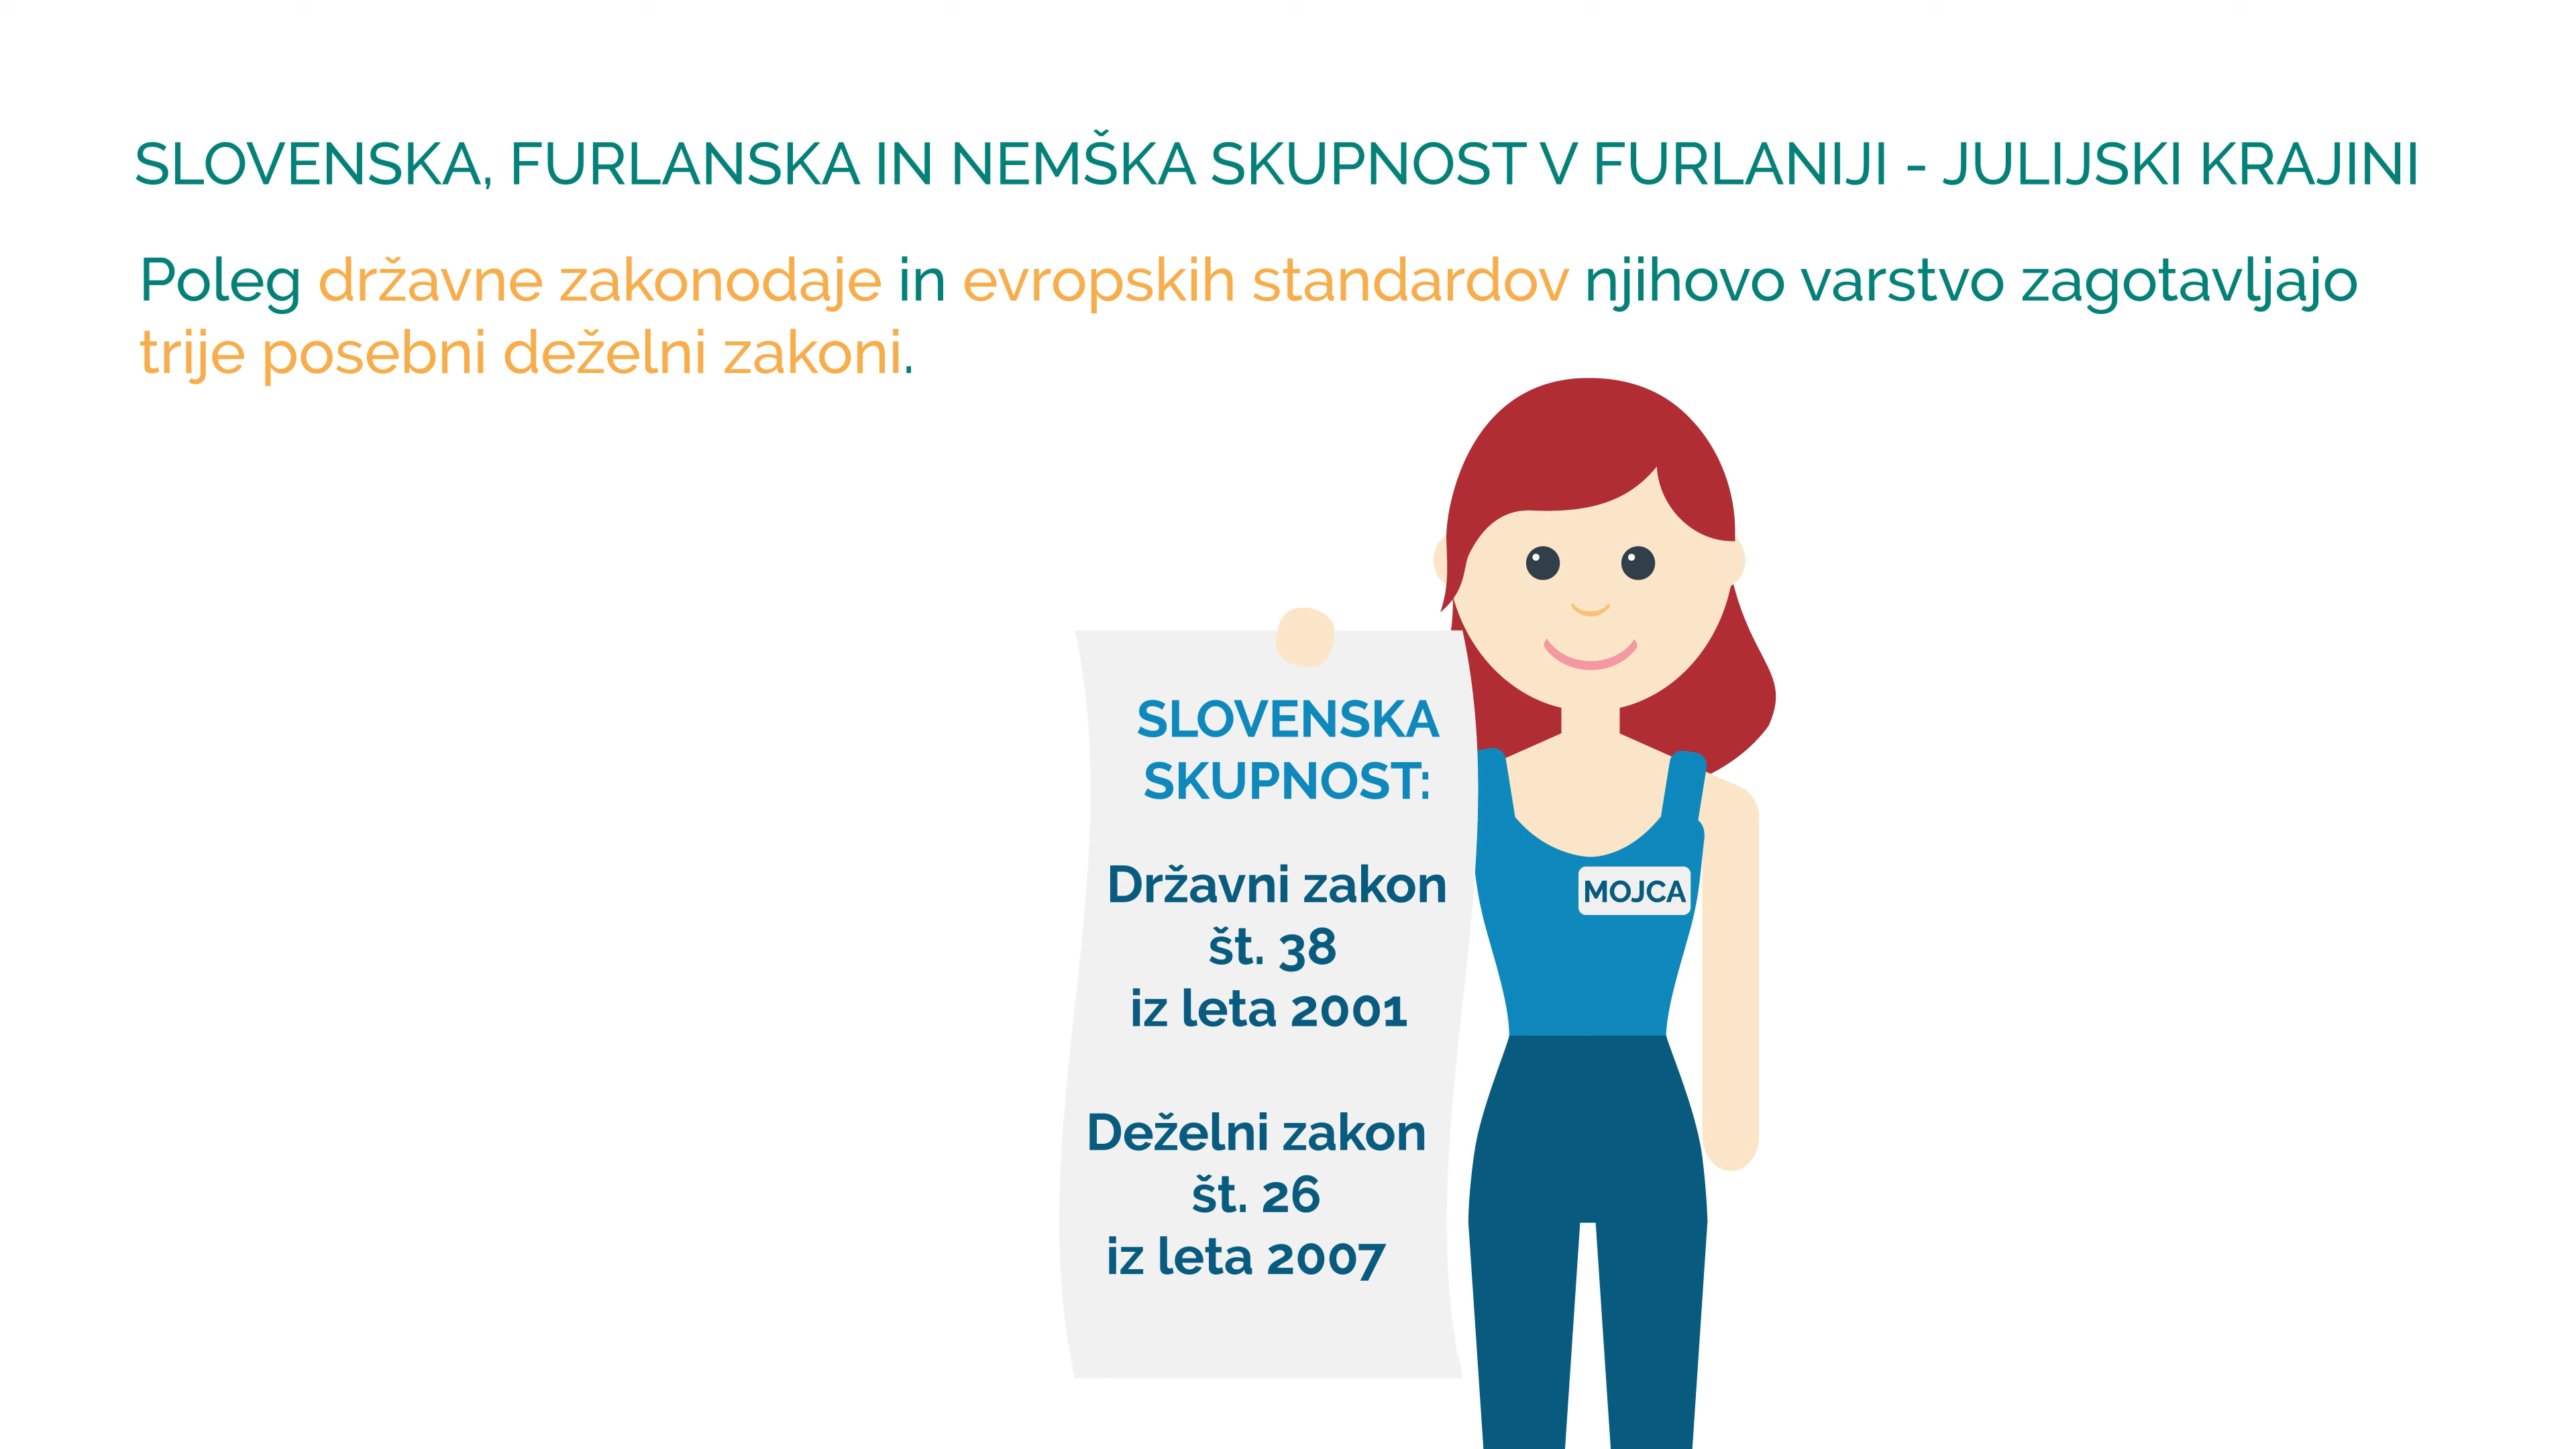 SLOVENSKA, FURLANSKA IN NEMŠKA SKUPNOST V FURLANIJI - JULIJSKI KRAJINI
Poleg državne zakonodaje in evropskih standardov njihovo varstvo zagotavljajo
trije posebni deželni zakoni.
SLOVENSKA
SKUPNOST:
Državni zakon
št. 38
iz leta 2001
Deželni zakon
št. 26
iz leta 2007
MOJCA